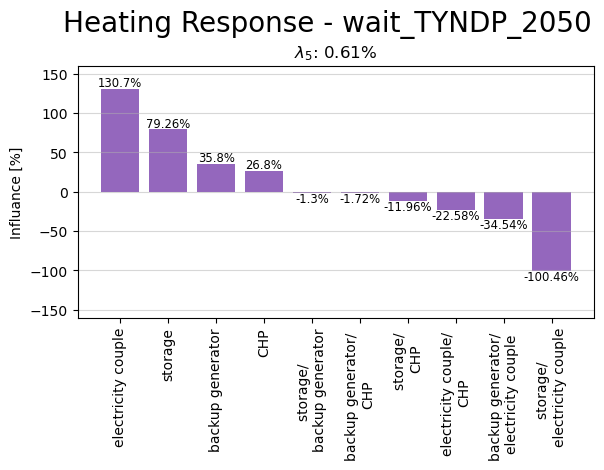 Heating Response - wait_TYNDP_2050
λ5: 0.61%
Influance [%]
150
100
50
0
−50
−100
−150
130.7%
79.26%
35.8%
26.8%
-1.3%
-1.72%
-11.96%
-22.58%
-34.54%
-100.46%
electricity couple
storage
backup generator
CHP
storage/
backup generator
backup generator/
CHP
storage/
CHP
electricity couple/
CHP
backup generator/
electricity couple
storage/
electricity couple